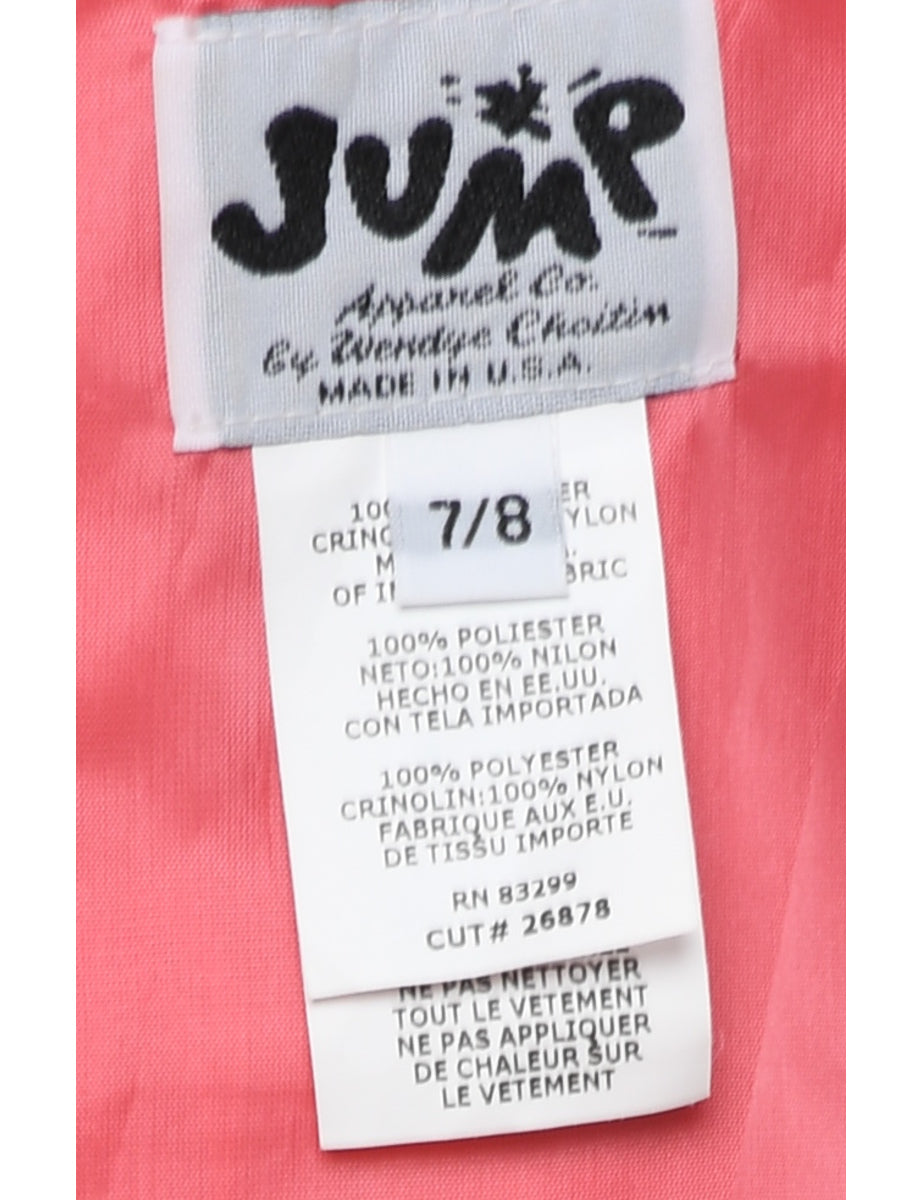 JUMP
Apparel Co.
by Wendye Chaitin
MADE IN U.S.A.
7/8
100% POLIESTER
NETO:100% NILON
HECHO EN EE.UU.
CON TELA IMPORTADA
100% POLYESTER
CRINOLIN:100% NYLON
FABRIQUE AUX E.U.
DE TISSU IMPORTE
RN 83299
CUT# 26878
NE PAS NETTOYER
TOUT LE VETEMENT
NE PAS APPLIQUER
DE CHALEUR SUR
LE VETEMENT